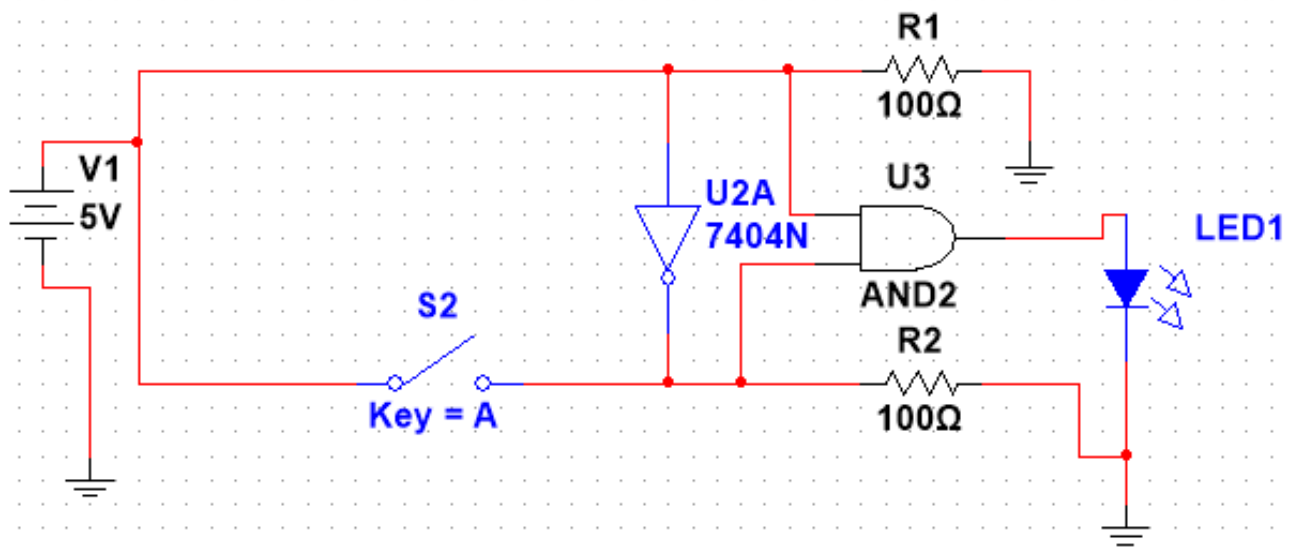 R1
100Ω
V1
5V
U3
U2A
7404N
LED1
AND2
S2
R2
Key = A
100Ω